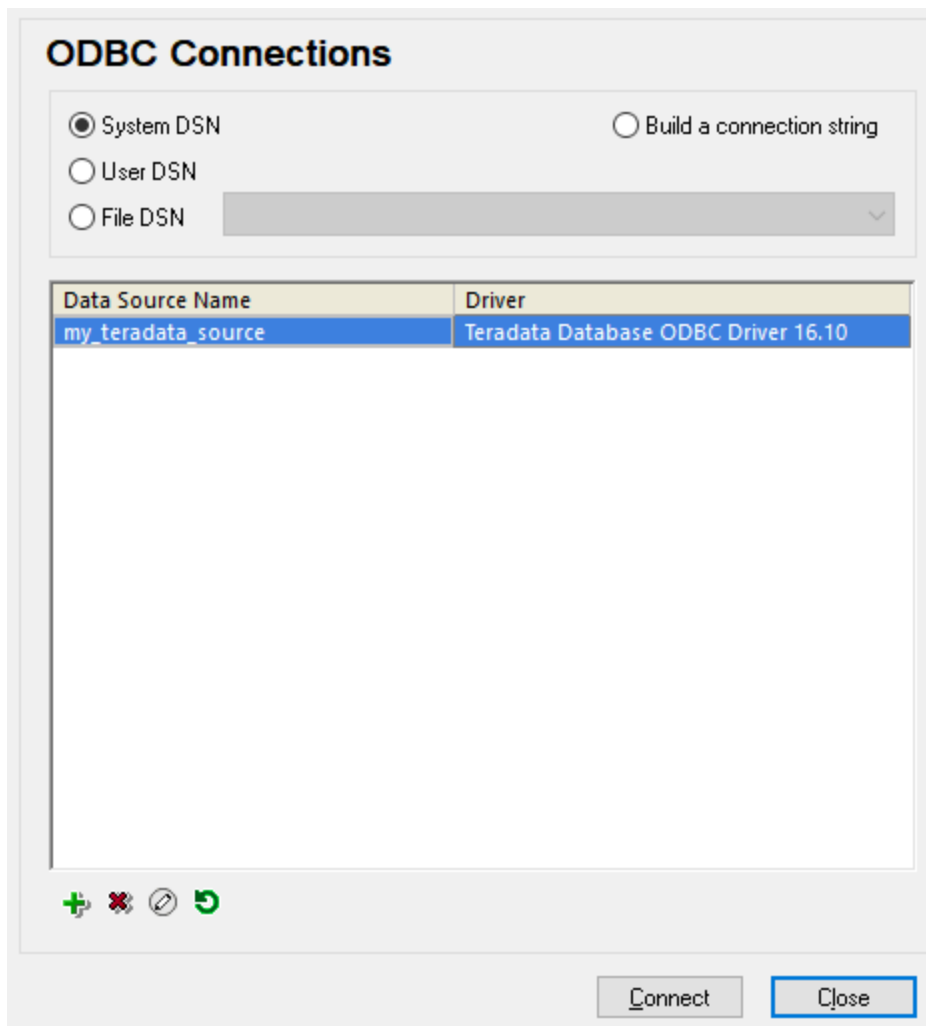 ODBC Connections
System DSN Build a connection string
User DSN
File DSN
Data Source Name Driver
my_teradata_source Teradata Database ODBC Driver 16.10
Connect Close